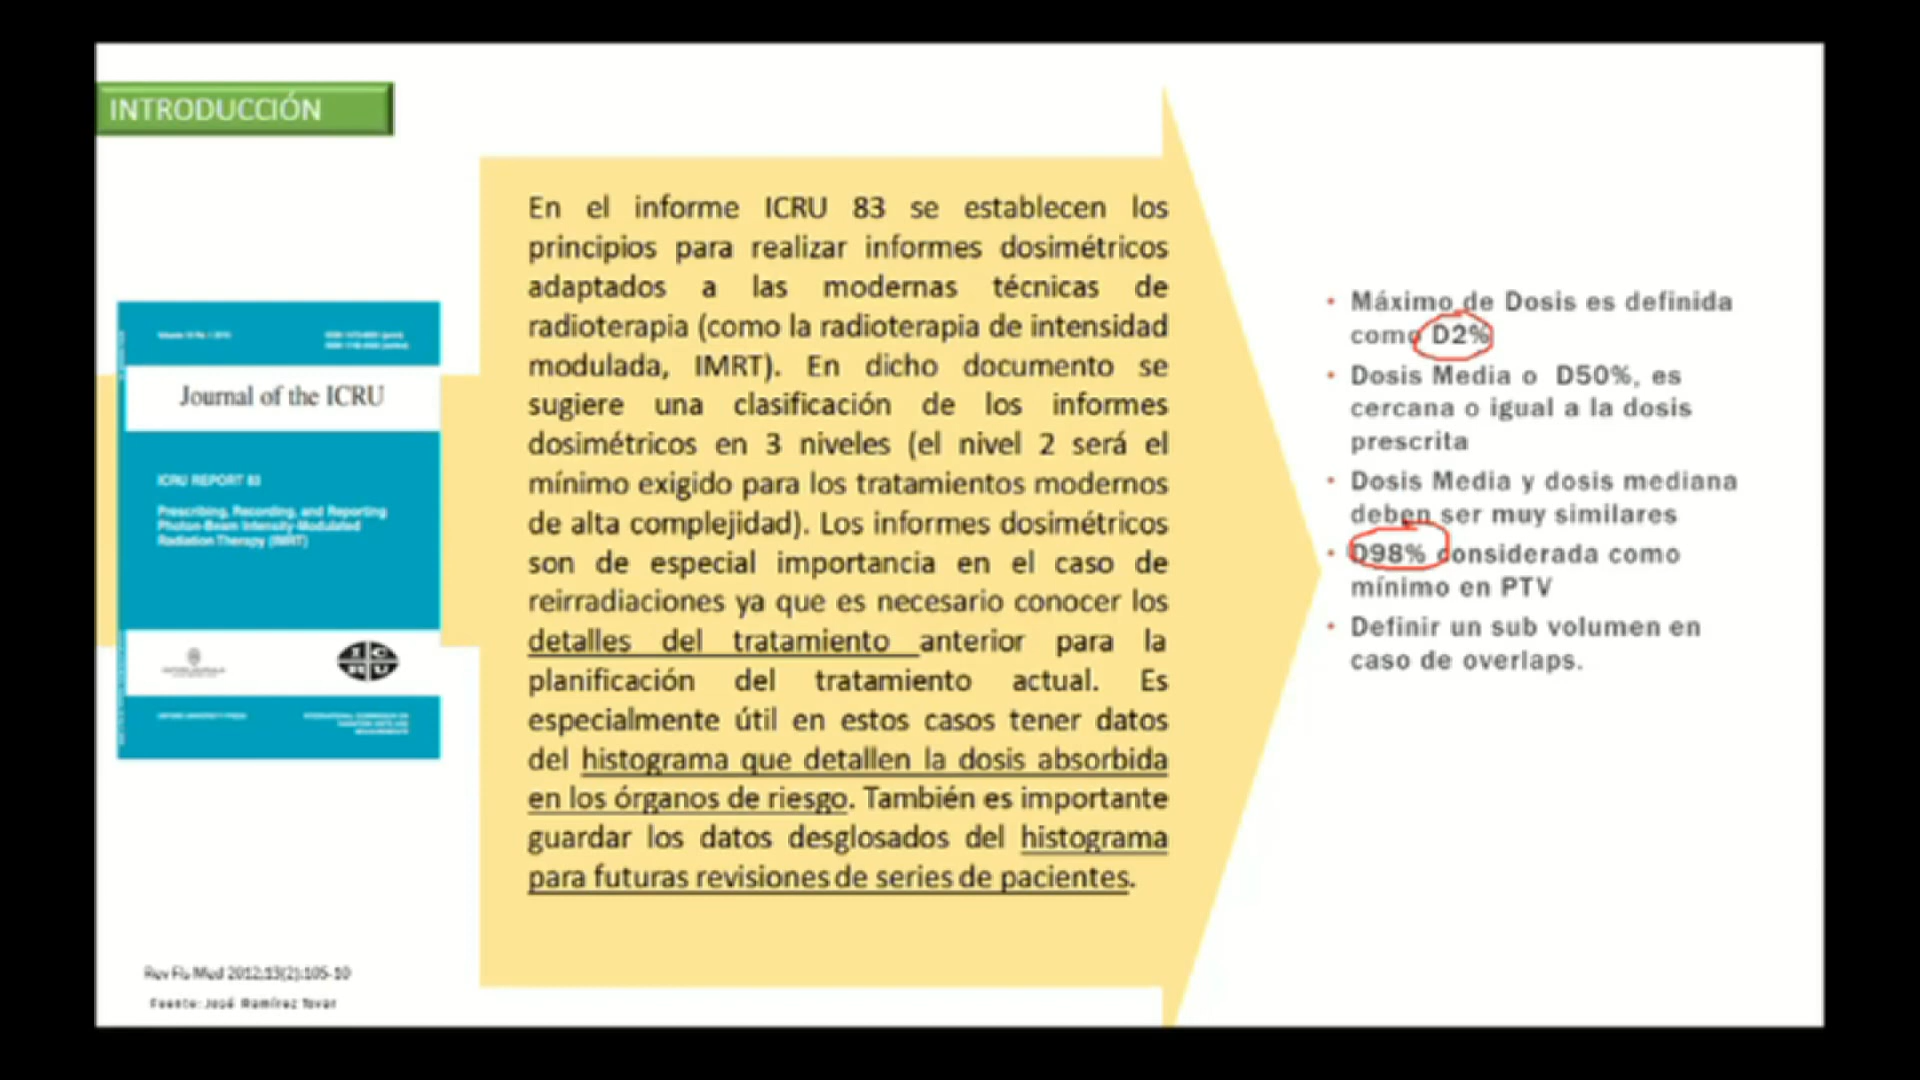 INTRODUCCIÓN
Journal of the ICRU
ICRU REPORT 83
Prescribing, Recording, and Reporting
Photon-Beam Intensity-Modulated
Radiation Therapy (IMRT)
En el informe ICRU 83 se establecen los
principios para realizar informes dosimétricos
adaptados a las modernas técnicas de
radioterapia (como la radioterapia de intensidad
modulada, IMRT). En dicho documento se
sugiere una clasificación de los informes
dosimétricos en 3 niveles (el nivel 2 será el
mínimo exigido para los tratamientos modernos
de alta complejidad). Los informes dosimétricos
son de especial importancia en el caso de
reirradiaciones ya que es necesario conocer los
detalles del tratamiento anterior para la
planificación del tratamiento actual. Es
especialmente útil en estos casos tener datos
del histograma que detallen la dosis absorbida
en los órganos de riesgo. También es importante
guardar los datos desglosados del histograma
para futuras revisiones de series de pacientes.
• Máximo de Dosis es definida
como D2%
• Dosis Media o D50%, es
cercana o igual a la dosis
prescrita
• Dosis Media y dosis mediana
deben ser muy similares
• D98% considerada como
mínimo en PTV
• Definir un sub volumen en
caso de overlaps.
Rev Fis Med 2012;13(2):105-10
Fuente: José Ramírez Tovar